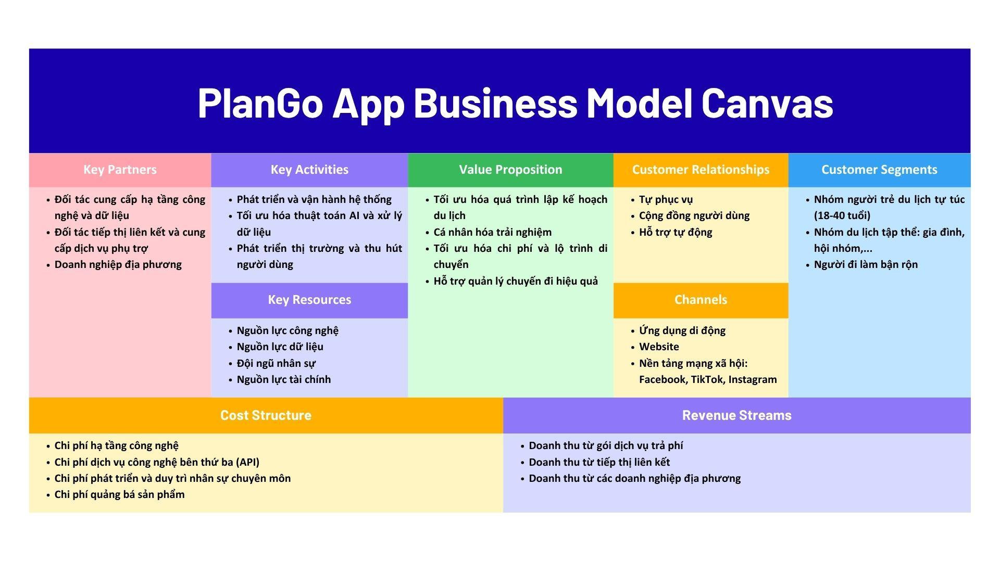 PlanGo App Business Model Canvas
Key Partners
Đối tác cung cấp hạ tầng công
nghệ và dữ liệu
Đối tác tiếp thị liên kết và cung
cấp dịch vụ phụ trợ
Doanh nghiệp địa phương
Key Activities
Phát triển và vận hành hệ thống
Tối ưu hóa thuật toán AI và xử lý
dữ liệu
Phát triển thị trường và thu hút
người dùng
Key Resources
Nguồn lực công nghệ
Nguồn lực dữ liệu
Đội ngũ nhân sự
Nguồn lực tài chính
Value Proposition
Tối ưu hóa quá trình lập kế hoạch
du lịch
Cá nhân hóa trải nghiệm
Tối ưu hóa chi phí và lộ trình di
chuyển
Hỗ trợ quản lý chuyến đi hiệu quả
Customer Relationships
Tự phục vụ
Cộng đồng người dùng
Hỗ trợ tự động
Channels
Ứng dụng di động
Website
Nền tảng mạng xã hội:
Facebook, TikTok, Instagram
Customer Segments
Nhóm người trẻ du lịch tự túc
(18-40 tuổi)
Nhóm du lịch tập thể: gia đình,
hội nhóm,...
Người đi làm bận rộn
Cost Structure
Chi phí hạ tầng công nghệ
Chi phí dịch vụ công nghệ bên thứ ba (API)
Chi phí phát triển và duy trì nhân sự chuyên môn
Chi phí quảng bá sản phẩm
Revenue Streams
Doanh thu từ gói dịch vụ trả phí
Doanh thu từ tiếp thị liên kết
Doanh thu từ các doanh nghiệp địa phương